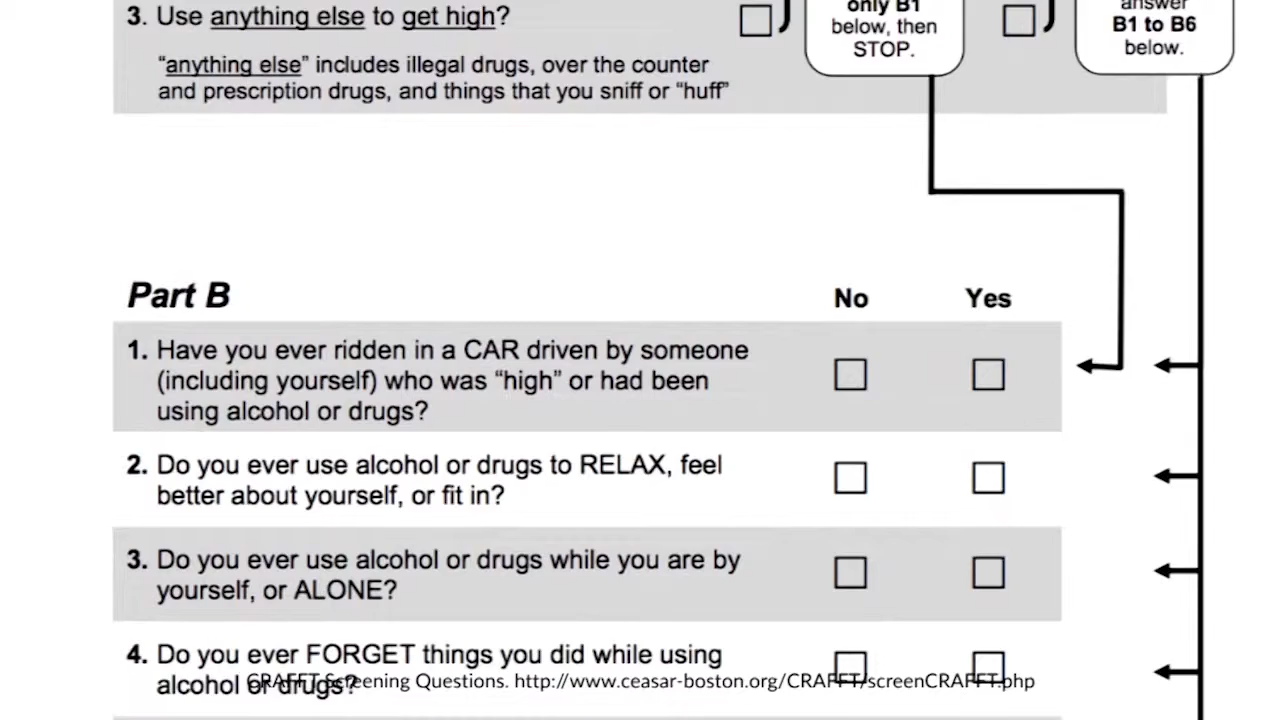 3. Use anything else to get high?
"anything else" includes illegal drugs, over the counter
and prescription drugs, and things that you sniff or "huff"
only B1
below, then
STOP.
answer
B1 to B6
below.
Part B
No Yes
1. Have you ever ridden in a CAR driven by someone
(including yourself) who was "high" or had been
using alcohol or drugs?
2. Do you ever use alcohol or drugs to RELAX, feel
better about yourself, or fit in?
3. Do you ever use alcohol or drugs while you are by
yourself, or ALONE?
4. Do you ever FORGET things you did while using
alcohol or drugs?
CRAFFT Screening Questions. http://www.ceasar-boston.org/CRAFFT/screenCRAFFT.php